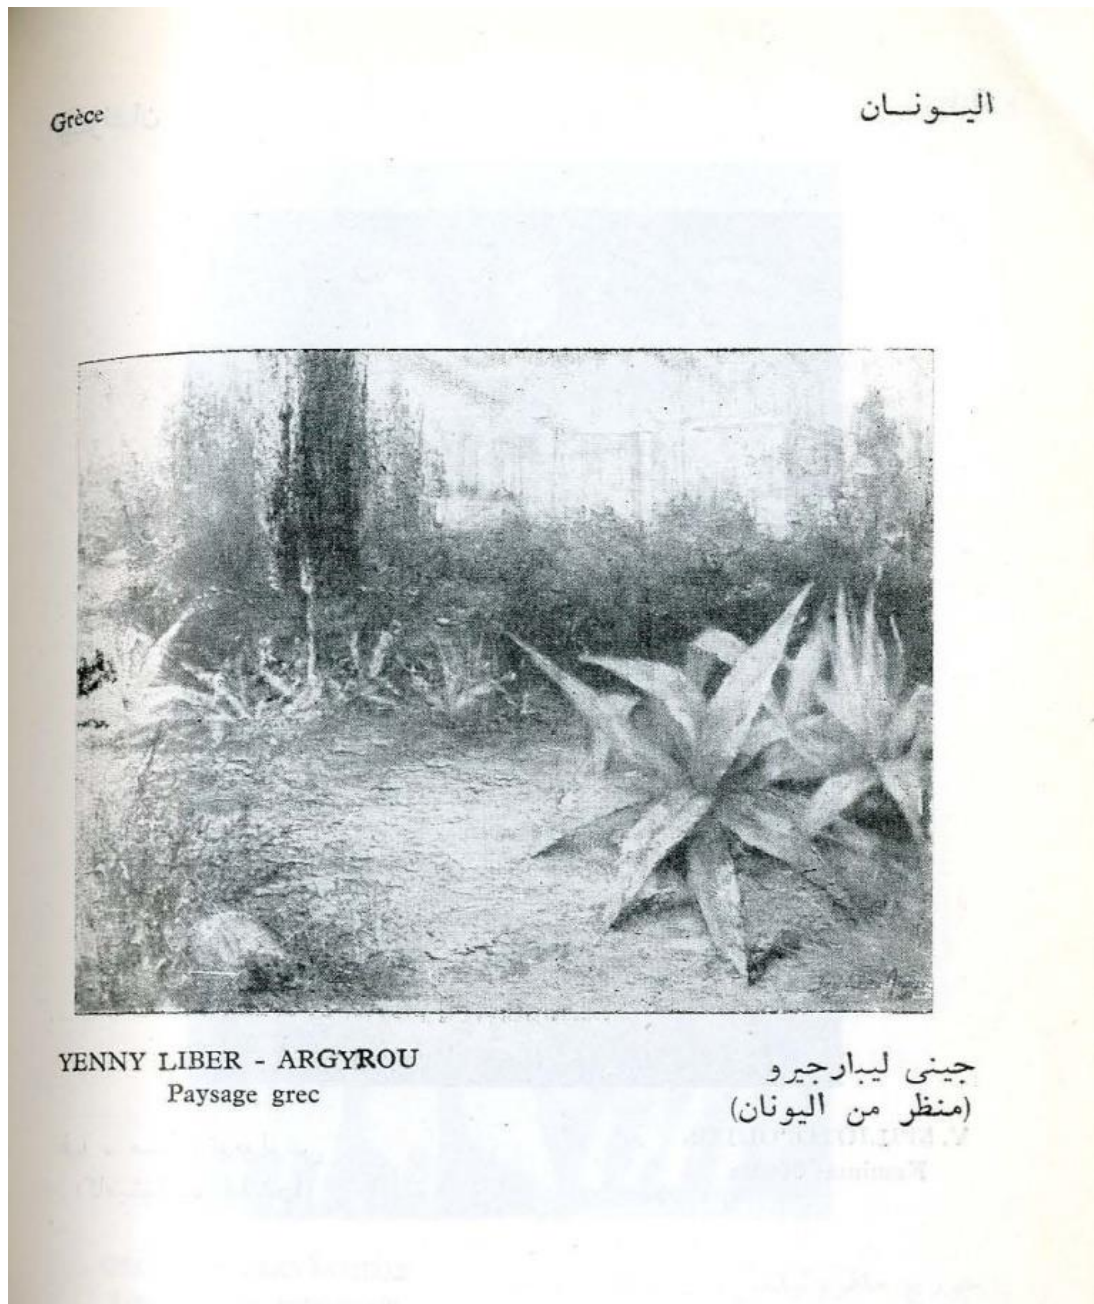 Grèce
اليونان
YENNY LIBER - ARGYROU
Paysage grec
جينى ليبارجيرو
(منظر من اليونان)